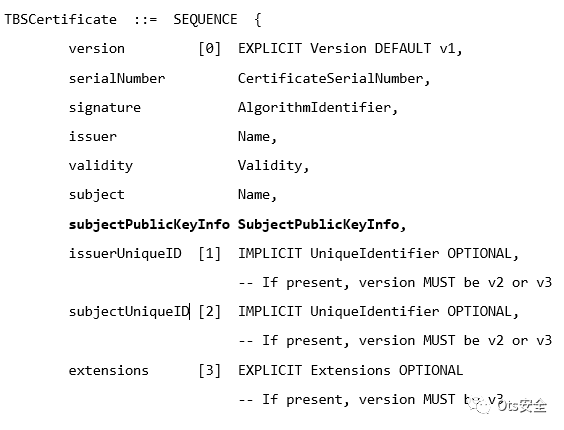 TBSCertificate ::= SEQUENCE {
version [0] EXPLICIT Version DEFAULT v1,
serialNumber CertificateSerialNumber,
signature AlgorithmIdentifier,
issuer Name,
validity Validity,
subject Name,
subjectPublicKeyInfo SubjectPublicKeyInfo,
issuerUniqueID [1] IMPLICIT UniqueIdentifier OPTIONAL,
-- If present, version MUST be v2 or v3
subjectUniqueID [2] IMPLICIT UniqueIdentifier OPTIONAL,
-- If present, version MUST be v2 or v3
extensions [3] EXPLICIT Extensions OPTIONAL
-- If present, version MUST be v3
Ots安全